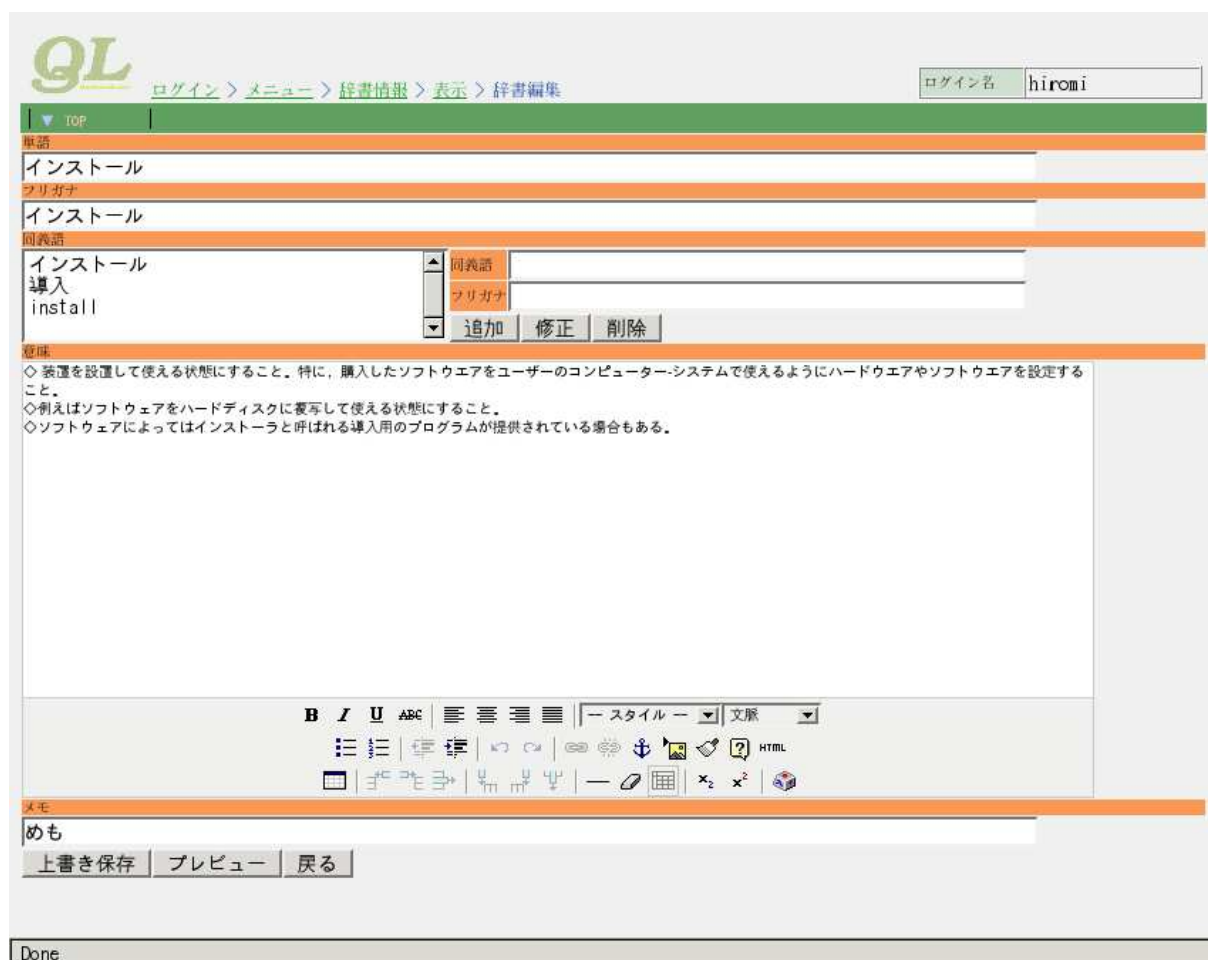 QL
ログイン > メニュー > 辞書情報 > 表示 > 辞書編集
ログイン名 hiromi
▼ TOP
単語
インストール
フリガナ
インストール
同義語
インストール
導入
install
同義語
フリガナ
追加 修正 削除
意味
◇ 装置を設置して使える状態にすること。特に，購入したソフトウエアをユーザーのコンピューター-システムで使えるようにハードウエアやソフトウエアを設定する
こと。
◇例えばソフトウェアをハードディスクに複写して使える状態にすること。
◇ソフトウェアによってはインストーラと呼ばれる導入用のプログラムが提供されている場合もある。
B I U ABC — スタイル — 文脈
HTML
x₂ x²
メモ
めも
上書き保存 プレビュー 戻る
Done